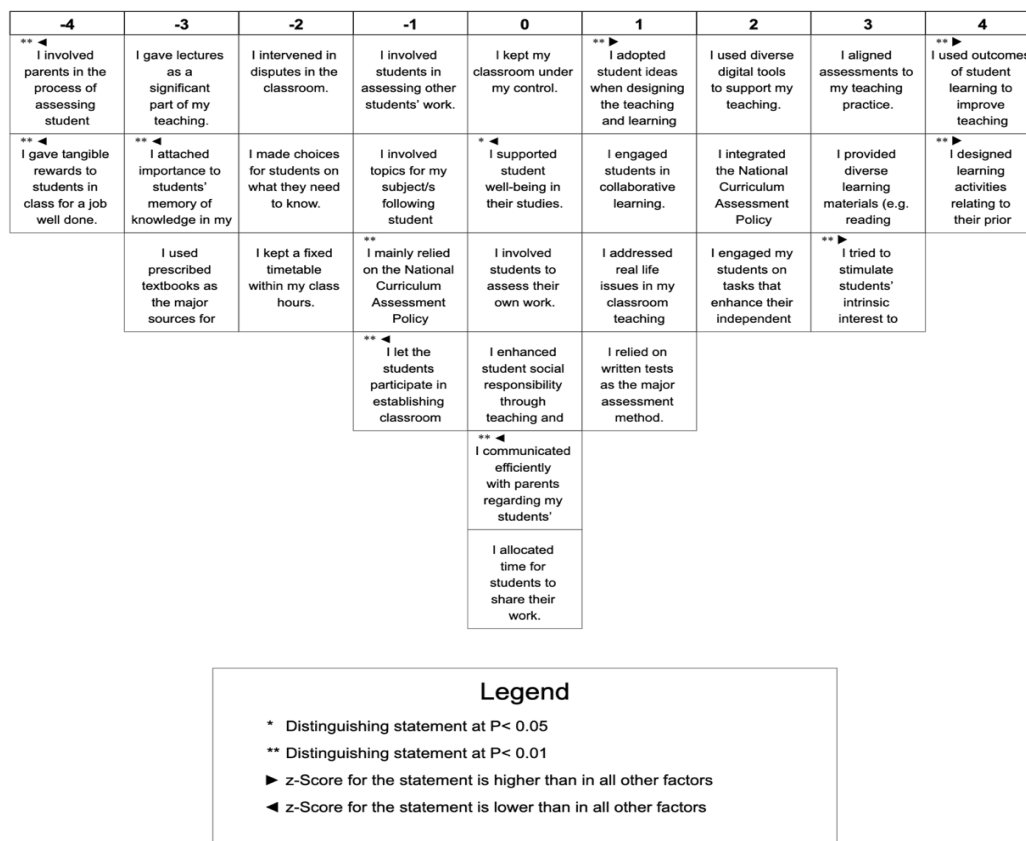 -4 -3 -2 -1 0 1 2 3 4
** ◄
I involved
parents in the
process of
assessing
student
I gave lectures
as a
significant
part of my
teaching.
I intervened in
disputes in the
classroom.
I involved
students in
assessing other
students' work.
I kept my
classroom under
my control.
** ►
I adopted
student ideas
when designing
the teaching
and learning
I used diverse
digital tools
to support my
teaching.
I aligned
assessments to
my teaching
practice.
** ►
I used outcomes
of student
learning to
improve
teaching
** ◄
I gave tangible
rewards to
students in
class for a job
well done.
** ◄
I attached
importance to
students'
memory of
knowledge in my
I made choices
for students on
what they need
to know.
I involved
topics for my
subject/s
following
student
* ◄
I supported
student
well-being in
their studies.
I engaged
students in
collaborative
learning.
I integrated
the National
Curriculum
Assessment
Policy
I provided
diverse
learning
materials (e.g.
reading
** ►
I designed
learning
activities
relating to
their prior
I used
prescribed
textbooks as
the major
sources for
I kept a fixed
timetable
within my class
hours.
**
I mainly relied
on the National
Curriculum
Assessment
Policy
I involved
students to
assess their
own work.
I addressed
real life
issues in my
classroom
teaching
I engaged my
students on
tasks that
enhance their
independent
** ►
I tried to
stimulate
students'
intrinsic
interest to
** ◄
I let the
students
participate in
establishing
classroom
I enhanced
student social
responsibility
through
teaching and
I relied on
written tests
as the major
assessment
method.
** ◄
I communicated
efficiently
with parents
regarding my
students'
I allocated
time for
students to
share their
work.
Legend
* Distinguishing statement at P< 0.05
** Distinguishing statement at P< 0.01
► z-Score for the statement is higher than in all other factors
◄ z-Score for the statement is lower than in all other factors